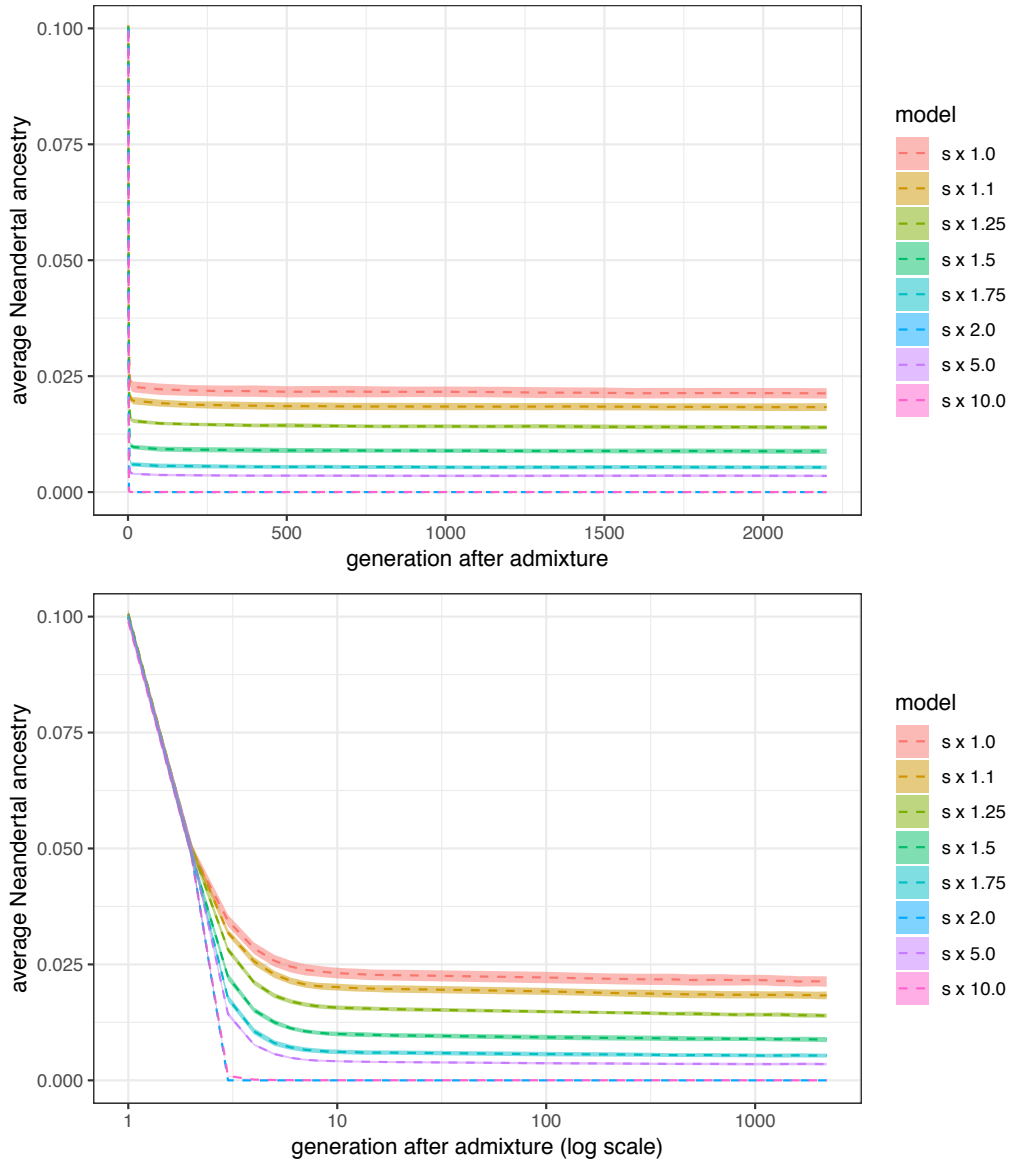 average Neandertal ancestry
0.100
0.075
0.050
0.025
0.000
0
500
1000
1500
2000
generation after admixture
model
s x 1.0
s x 1.1
s x 1.25
s x 1.5
s x 1.75
s x 2.0
s x 5.0
s x 10.0
average Neandertal ancestry
0.100
0.075
0.050
0.025
0.000
1
10
100
1000
generation after admixture (log scale)
model
s x 1.0
s x 1.1
s x 1.25
s x 1.5
s x 1.75
s x 2.0
s x 5.0
s x 10.0